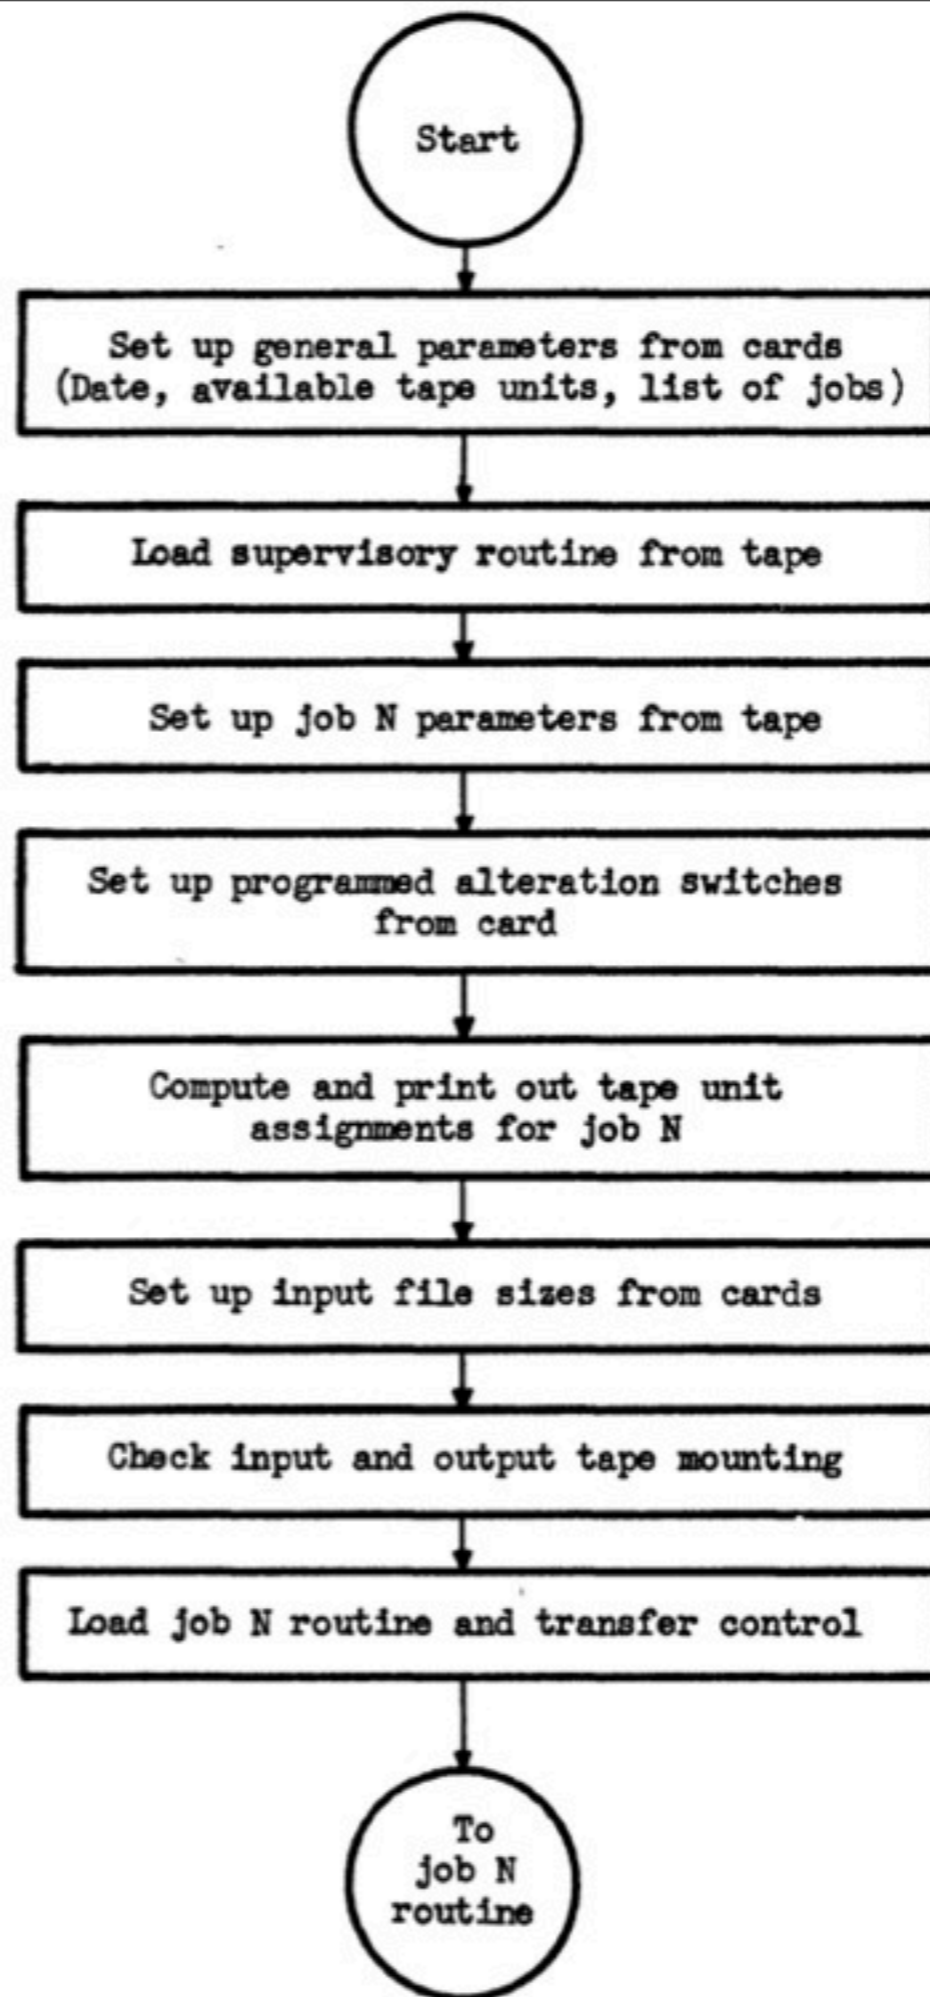 Start
Set up general parameters from cards
(Date, available tape units, list of jobs)
Load supervisory routine from tape
Set up job N parameters from tape
Set up programmed alteration switches
from card
Compute and print out tape unit
assignments for job N
Set up input file sizes from cards
Check input and output tape mounting
Load job N routine and transfer control
To
job N
routine